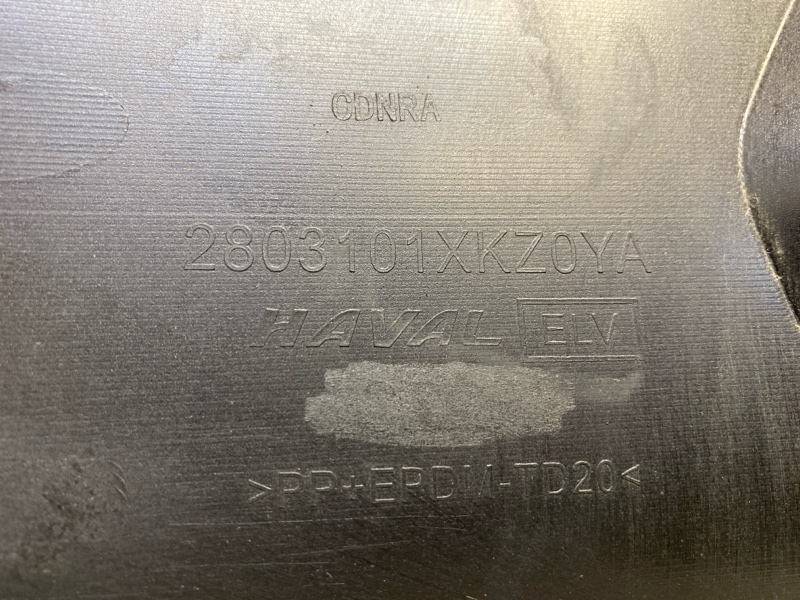 CDNRA
2803101XKZ0YA
HAVAL ELV
>PP+EPDM-TD20<